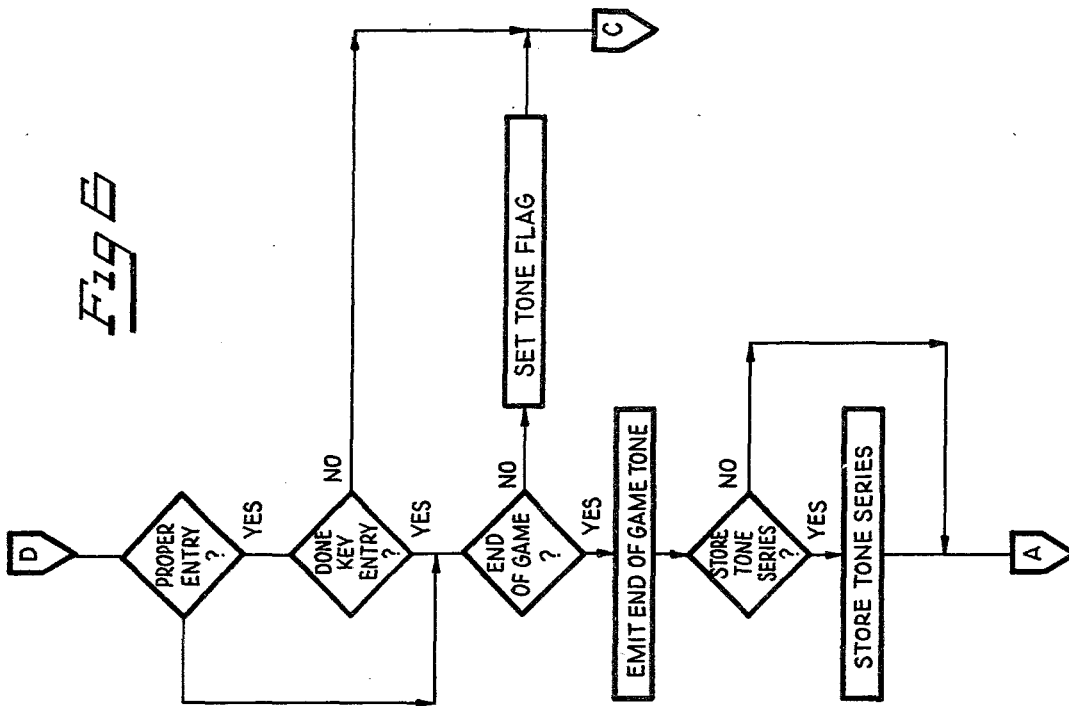 Fig 6
D
PROPER
ENTRY
?
YES
DONE
KEY
ENTRY
?
NO
YES
END
OF GAME
?
NO
YES
SET TONE FLAG
C
EMIT END OF GAME TONE
STORE
TONE
SERIES
?
NO
YES
STORE TONE SERIES
A